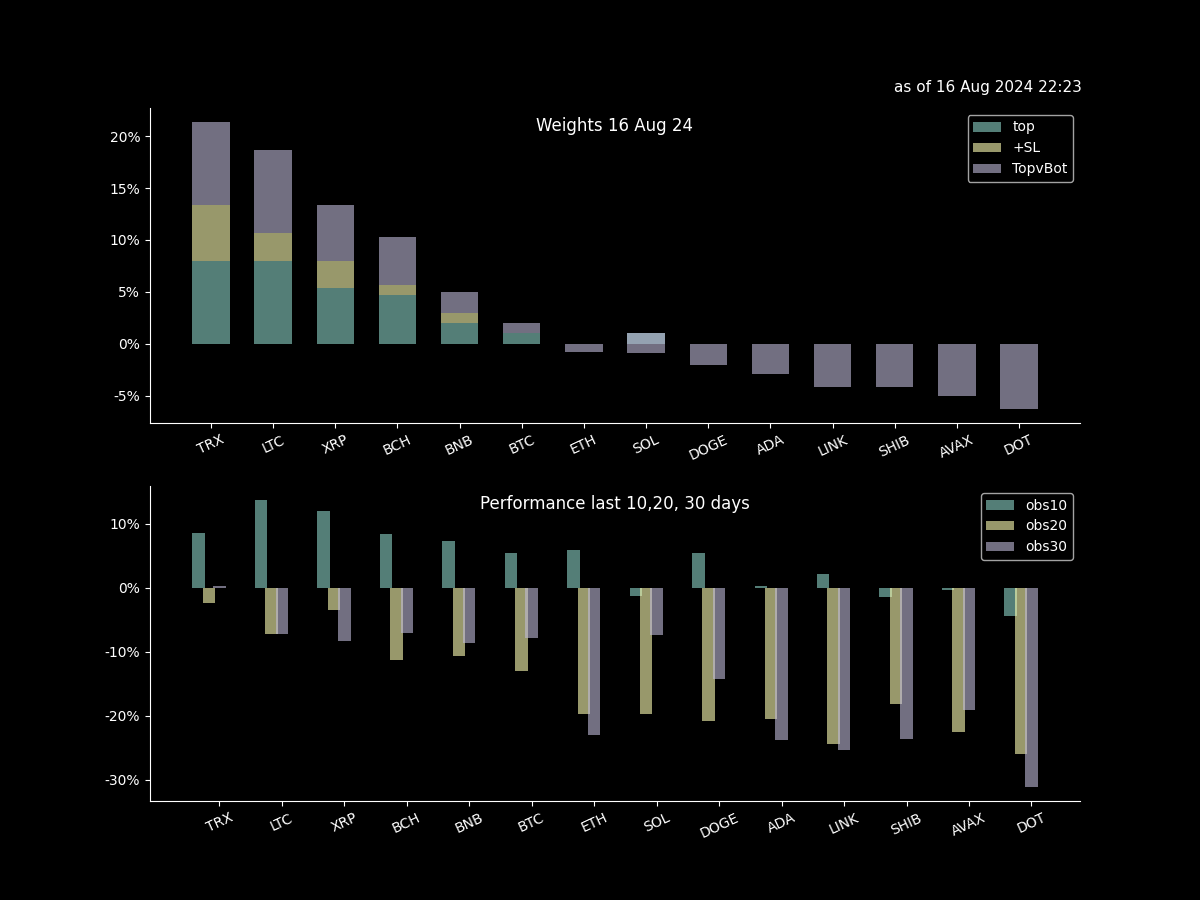 as of 16 Aug 2024 22:23
Weights 16 Aug 24
top
+SL
TopvBot
20%
15%
10%
5%
0%
-5%
TRX LTC XRP BCH BNB BTC ETH SOL DOGE ADA LINK SHIB AVAX DOT
Performance last 10,20, 30 days
obs10
obs20
obs30
10%
0%
-10%
-20%
-30%
TRX LTC XRP BCH BNB BTC ETH SOL DOGE ADA LINK SHIB AVAX DOT